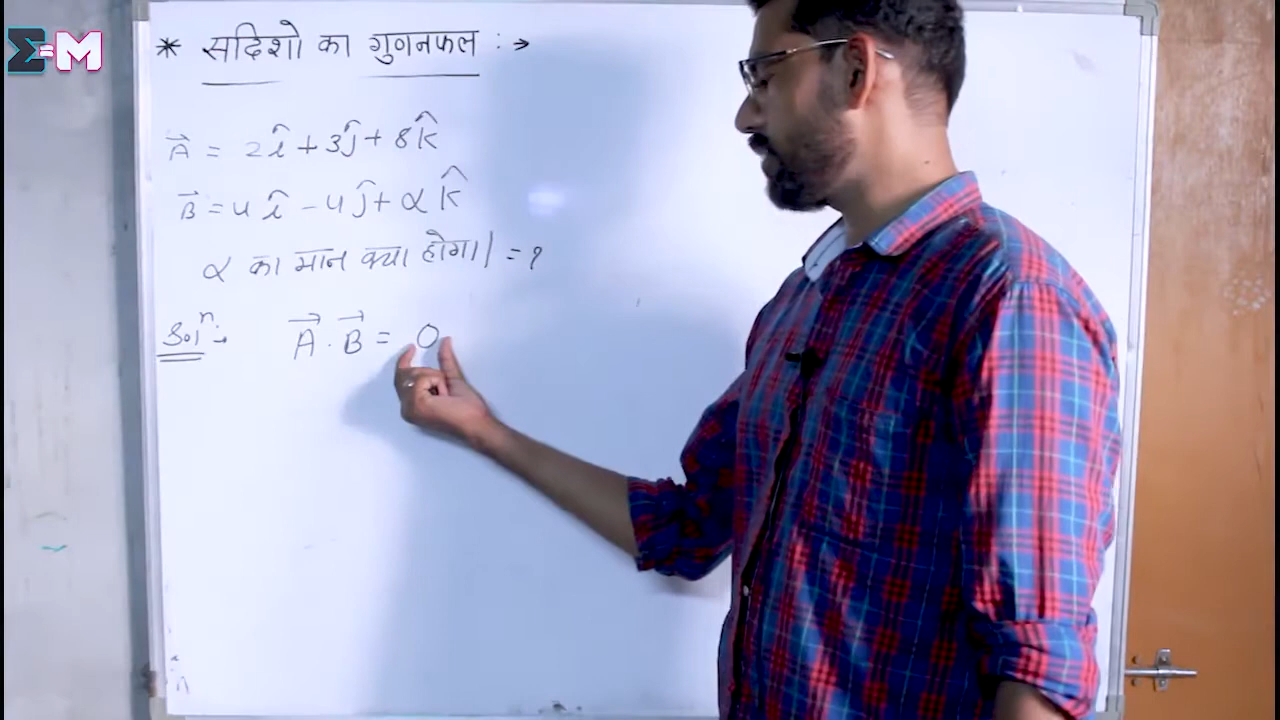 Σ=M
* सदिशो का गुणनफल :→
A⃗ = 2î + 3ĵ + 8k̂
B⃗ = 4î - 4ĵ + αk̂
α का मान क्या होगा। = ?
Solⁿ :→ A⃗ . B⃗ = 0